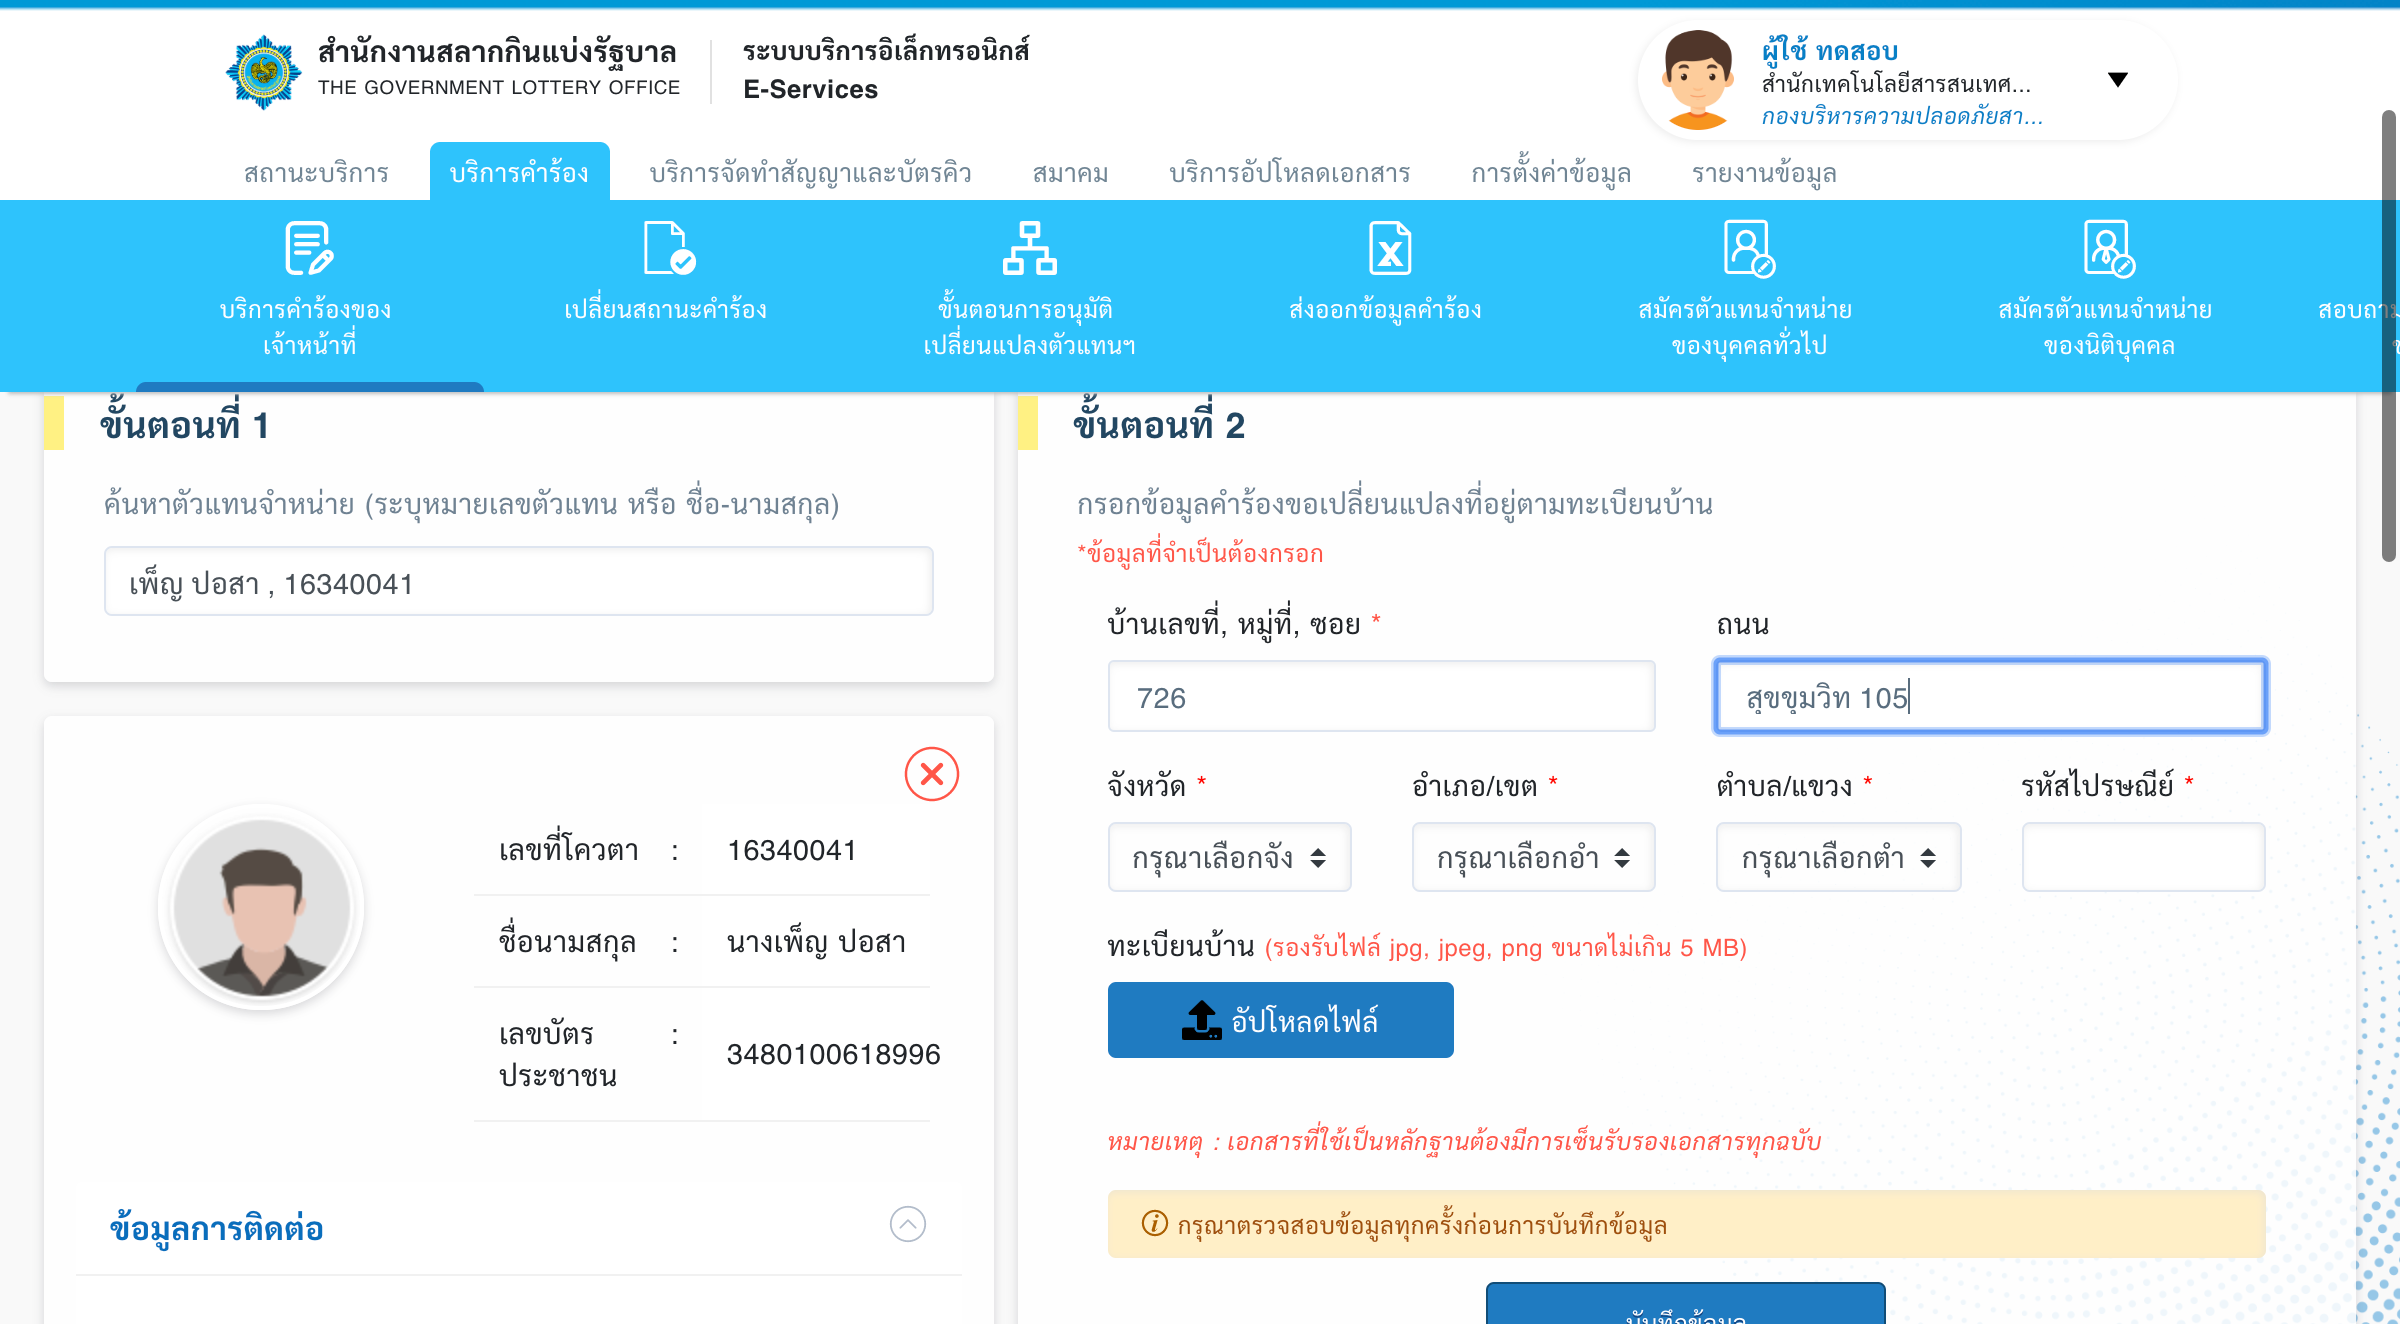 สำนักงานสลากกินแบ่งรัฐบาล
THE GOVERNMENT LOTTERY OFFICE
ระบบบริการอิเล็กทรอนิกส์
E-Services
ผู้ใช้ ทดสอบ
สำนักเทคโนโลยีสารสนเทศ...
กองบริหารความปลอดภัยสา...
สถานะบริการ
บริการคำร้อง
บริการจัดทำสัญญาและบัตรคิว
สมาคม
บริการอัปโหลดเอกสาร
การตั้งค่าข้อมูล
รายงานข้อมูล
บริการคำร้องของ
เจ้าหน้าที่
เปลี่ยนสถานะคำร้อง
ขั้นตอนการอนุมัติ
เปลี่ยนแปลงตัวแทนฯ
ส่งออกข้อมูลคำร้อง
สมัครตัวแทนจำหน่าย
ของบุคคลทั่วไป
สมัครตัวแทนจำหน่าย
ของนิติบุคคล
ขั้นตอนที่ 1
ค้นหาตัวแทนจำหน่าย (ระบุหมายเลขตัวแทน หรือ ชื่อ-นามสกุล)
เพ็ญ ปอสา , 16340041
เลขที่โควตา : 16340041
ชื่อนามสกุล : นางเพ็ญ ปอสา
เลขบัตร
ประชาชน : 3480100618996
ข้อมูลการติดต่อ
ขั้นตอนที่ 2
กรอกข้อมูลคำร้องขอเปลี่ยนแปลงที่อยู่ตามทะเบียนบ้าน
*ข้อมูลที่จำเป็นต้องกรอก
บ้านเลขที่, หมู่ที่, ซอย *
ถนน
726
สุขขุมวิท 105
จังหวัด *
อำเภอ/เขต *
ตำบล/แขวง *
รหัสไปรษณีย์ *
กรุณาเลือกจัง
กรุณาเลือกอำ
กรุณาเลือกตำ
ทะเบียนบ้าน (รองรับไฟล์ jpg, jpeg, png ขนาดไม่เกิน 5 MB)
อัปโหลดไฟล์
หมายเหตุ : เอกสารที่ใช้เป็นหลักฐานต้องมีการเซ็นรับรองเอกสารทุกฉบับ
กรุณาตรวจสอบข้อมูลทุกครั้งก่อนการบันทึกข้อมูล
บันทึกข้อมูล